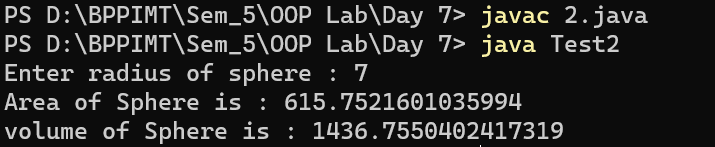 PS D:\BPPIMT\Sem_5\OOP Lab\Day 7> javac 2.java
PS D:\BPPIMT\Sem_5\OOP Lab\Day 7> java Test2
Enter radius of sphere : 7
Area of Sphere is : 615.7521601035994
volume of Sphere is : 1436.7550402417319